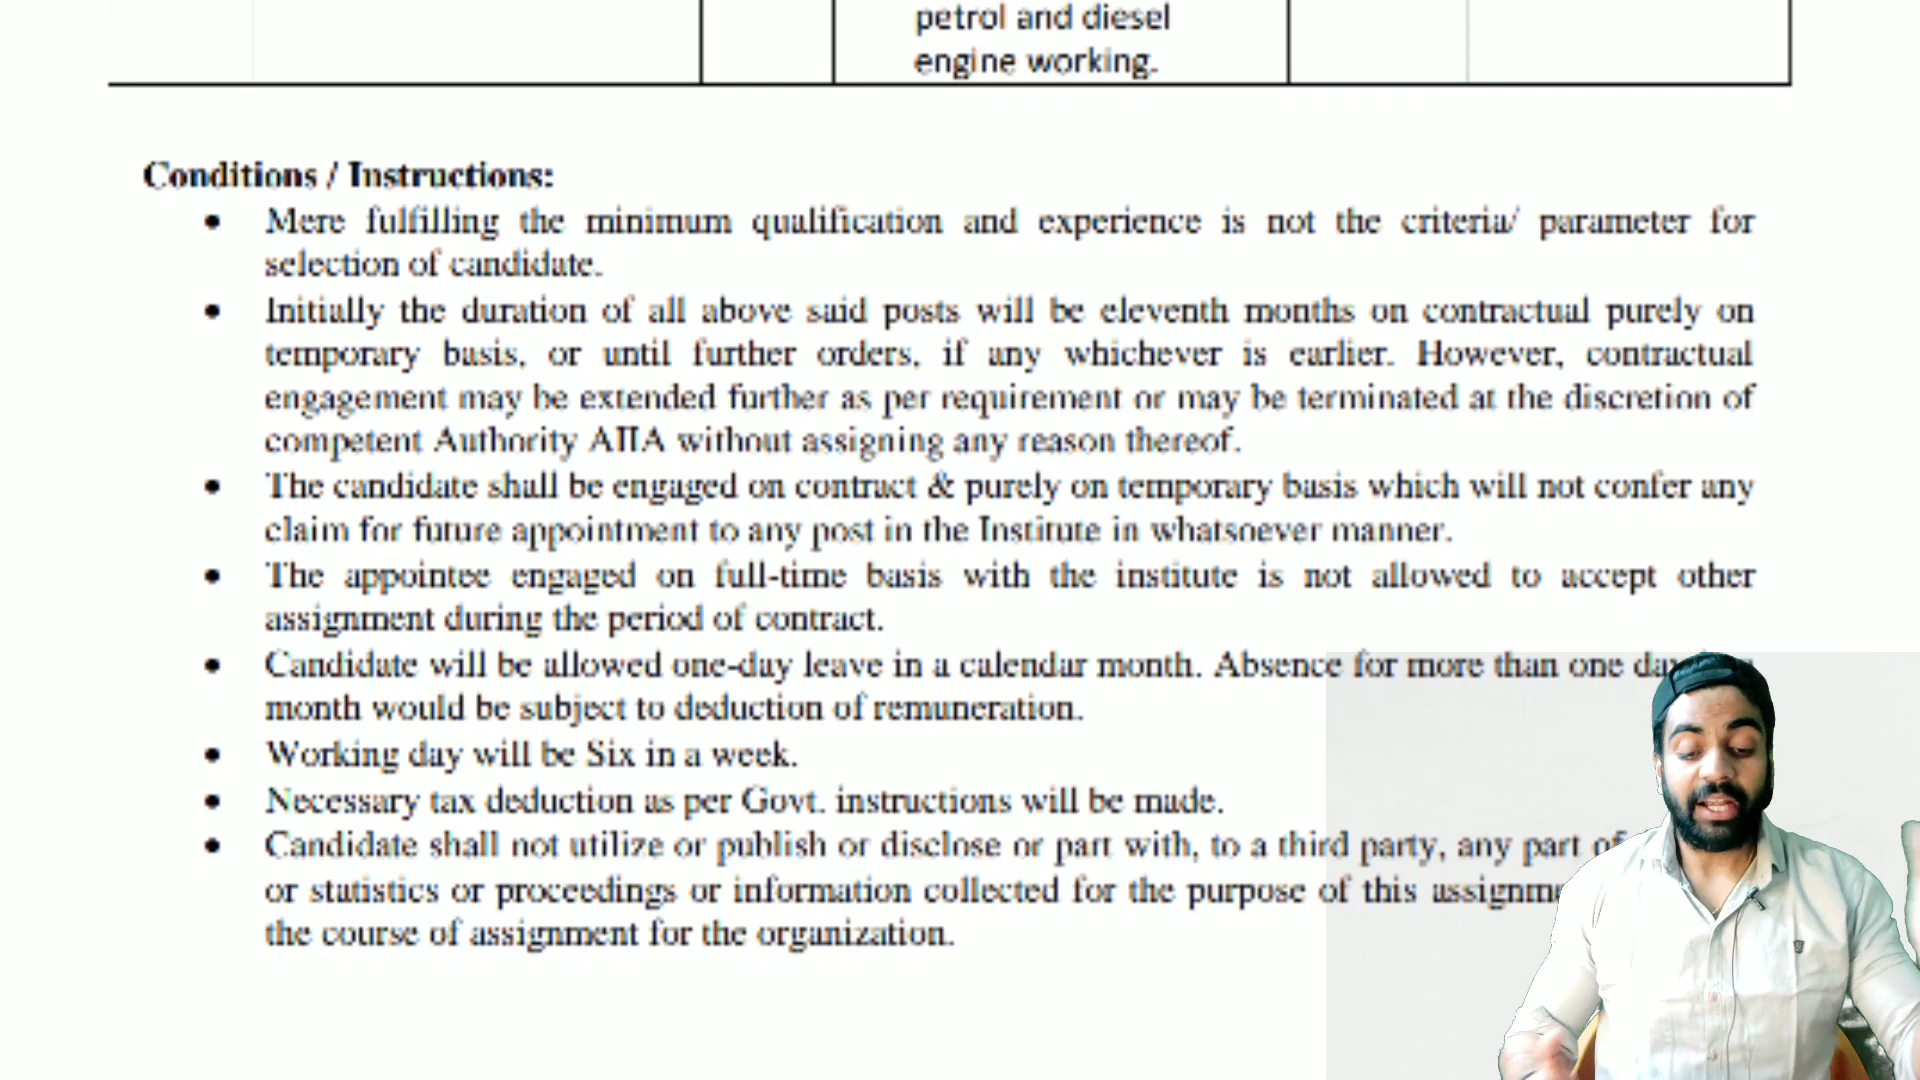 petrol and diesel
engine working.
Conditions / Instructions:
• Mere fulfilling the minimum qualification and experience is not the criteria/ parameter for
selection of candidate.
• Initially the duration of all above said posts will be eleventh months on contractual purely on
temporary basis, or until further orders, if any whichever is earlier. However, contractual
engagement may be extended further as per requirement or may be terminated at the discretion of
competent Authority AIIA without assigning any reason thereof.
• The candidate shall be engaged on contract & purely on temporary basis which will not confer any
claim for future appointment to any post in the Institute in whatsoever manner.
• The appointee engaged on full-time basis with the institute is not allowed to accept other
assignment during the period of contract.
• Candidate will be allowed one-day leave in a calendar month. Absence for more than one
month would be subject to deduction of remuneration.
• Working day will be Six in a week.
• Necessary tax deduction as per Govt. instructions will be made.
• Candidate shall not utilize or publish or disclose or part with, to a third party, any part of
or statistics or proceedings or information collected for the purpose of this
the course of assignment for the organization.